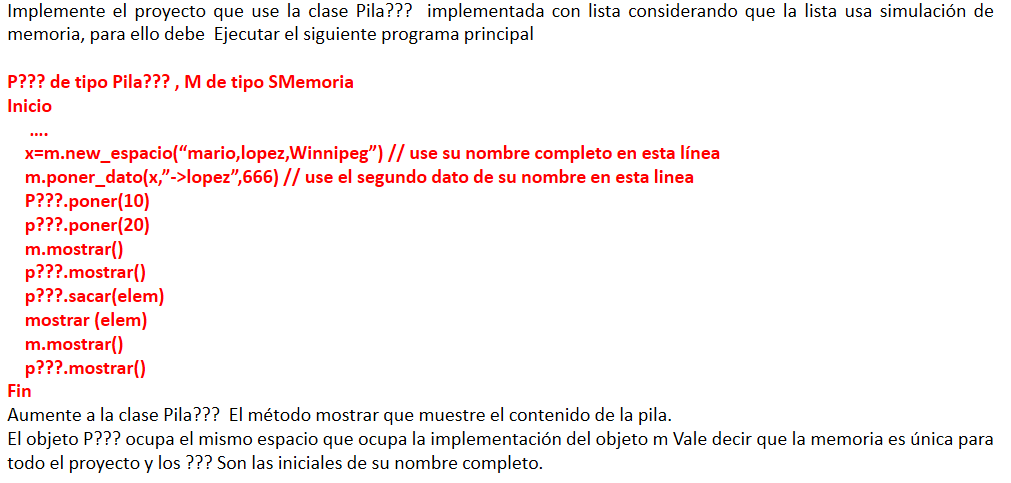 Implemente el proyecto que use la clase Pila??? implementada con lista considerando que la lista usa simulación de
memoria, para ello debe Ejecutar el siguiente programa principal
P??? de tipo Pila??? , M de tipo SMemoria
Inicio
....
x=m.new_espacio(“mario,lopez,Winnipeg”) // use su nombre completo en esta línea
m.poner_dato(x,”->lopez”,666) // use el segundo dato de su nombre en esta linea
P???.poner(10)
p???.poner(20)
m.mostrar()
p???.mostrar()
p???.sacar(elem)
mostrar (elem)
m.mostrar()
p???.mostrar()
Fin
Aumente a la clase Pila??? El método mostrar que muestre el contenido de la pila.
El objeto P??? ocupa el mismo espacio que ocupa la implementación del objeto m Vale decir que la memoria es única para
todo el proyecto y los ??? Son las iniciales de su nombre completo.